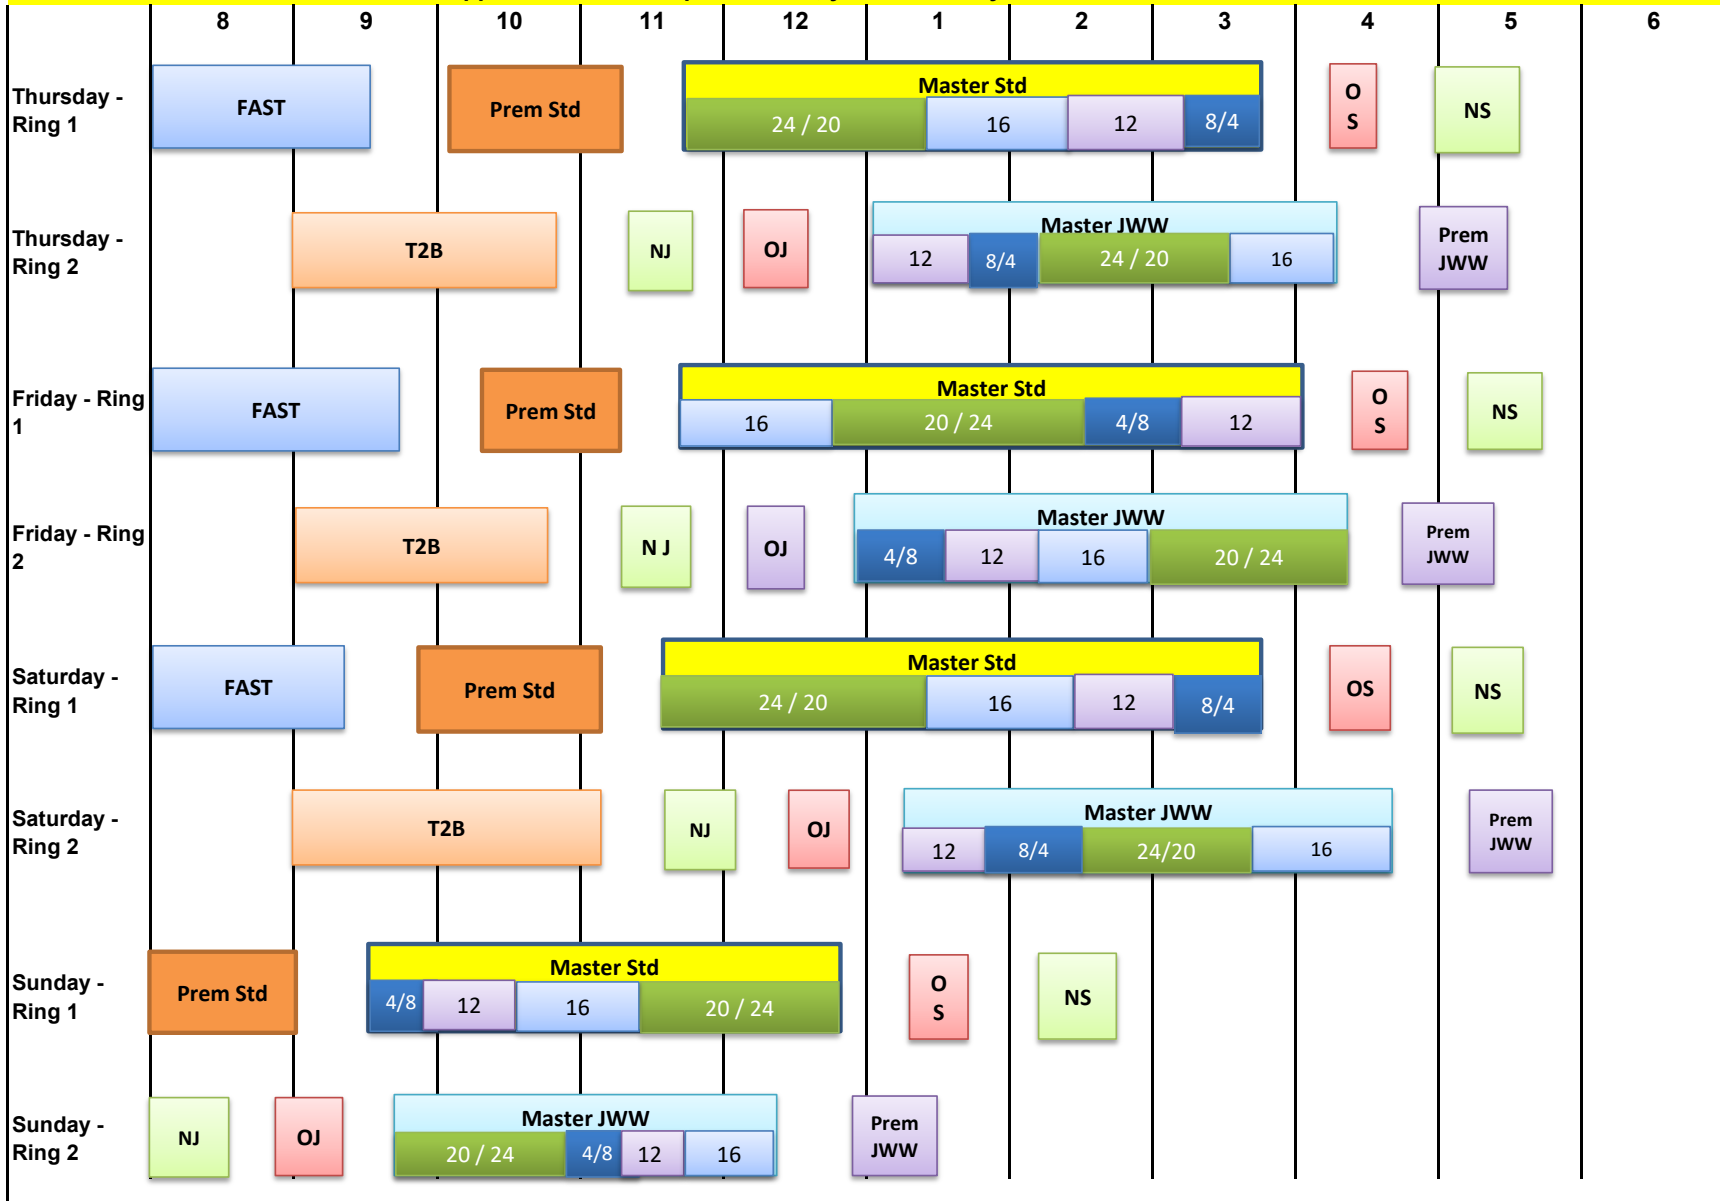 8 9 10 11 12 1 2 3 4 5 6
Thursday -
Ring 1
FAST
Prem Std
Master Std
24 / 20
16
12
8/4
O
S
NS
Thursday -
Ring 2
T2B
NJ
OJ
Master JWW
12
8/4
24 / 20
16
Prem
JWW
Friday - Ring
1
FAST
Prem Std
Master Std
16
20 / 24
4/8
12
O
S
NS
Friday - Ring
2
T2B
N J
OJ
Master JWW
4/8
12
16
20 / 24
Prem
JWW
Saturday -
Ring 1
FAST
Prem Std
Master Std
24 / 20
16
12
8/4
OS
NS
Saturday -
Ring 2
T2B
NJ
OJ
Master JWW
12
8/4
24/20
16
Prem
JWW
Sunday -
Ring 1
Prem Std
Master Std
4/8
12
16
20 / 24
O
S
NS
Sunday -
Ring 2
NJ
OJ
Master JWW
20 / 24
4/8
12
16
Prem
JWW